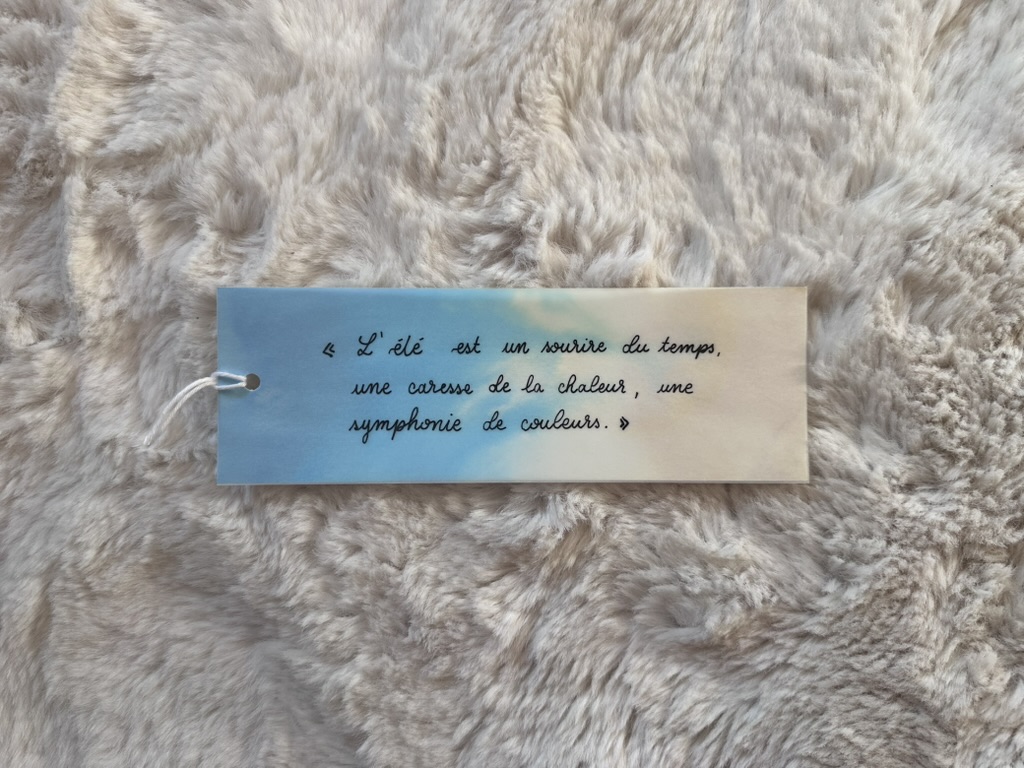 « L'été est un sourire du temps,
une caresse de la chaleur, une
symphonie de couleurs. »